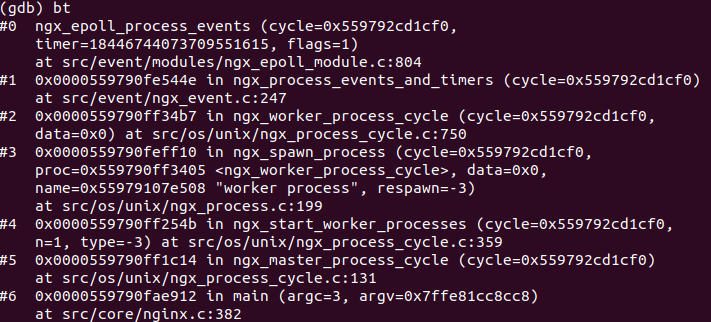 (gdb) bt
#0  ngx_epoll_process_events (cycle=0x559792cd1cf0,
    timer=18446744073709551615, flags=1)
    at src/event/modules/ngx_epoll_module.c:804
#1  0x0000559790fe544e in ngx_process_events_and_timers (cycle=0x559792cd1cf0)
    at src/event/ngx_event.c:247
#2  0x0000559790ff34b7 in ngx_worker_process_cycle (cycle=0x559792cd1cf0,
    data=0x0) at src/os/unix/ngx_process_cycle.c:750
#3  0x0000559790feff10 in ngx_spawn_process (cycle=0x559792cd1cf0,
    proc=0x559790ff3405 <ngx_worker_process_cycle>, data=0x0,
    name=0x55979107e508 "worker process", respawn=-3)
    at src/os/unix/ngx_process.c:199
#4  0x0000559790ff254b in ngx_start_worker_processes (cycle=0x559792cd1cf0,
    n=1, type=-3) at src/os/unix/ngx_process_cycle.c:359
#5  0x0000559790ff1c14 in ngx_master_process_cycle (cycle=0x559792cd1cf0)
    at src/os/unix/ngx_process_cycle.c:131
#6  0x0000559790fae912 in main (argc=3, argv=0x7ffe81cc8cc8)
    at src/core/nginx.c:382